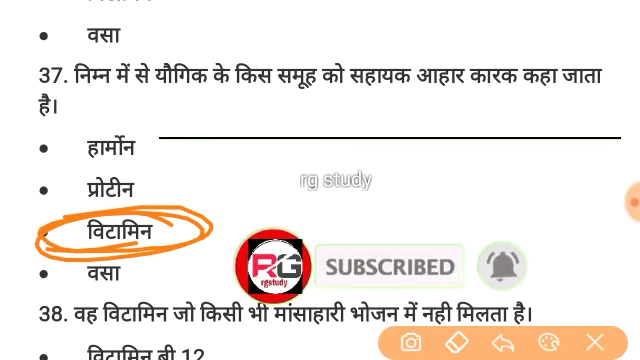 वसा
37. निम्न में से यौगिक के किस समूह को सहायक आहार कारक कहा जाता
है।
हार्मोन
प्रोटीन
rg study
विटामिन
RG
rgstudy
SUBSCRIBED
वसा
38. वह विटामिन जो किसी भी मांसाहारी भोजन में नही मिलता है।
विटामिन बी 12